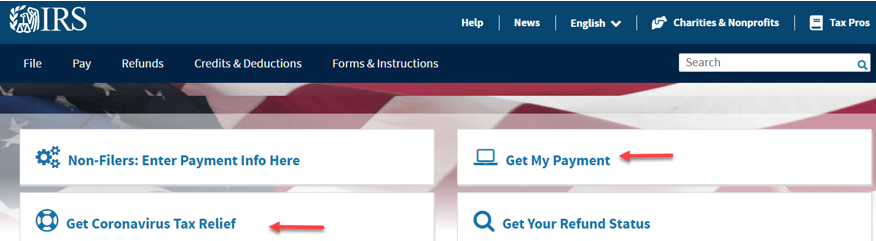 IRS
Help News English Charities & Nonprofits Tax Pros
File Pay Refunds Credits & Deductions Forms & Instructions Search
Non-Filers: Enter Payment Info Here
Get My Payment
Get Coronavirus Tax Relief
Get Your Refund Status